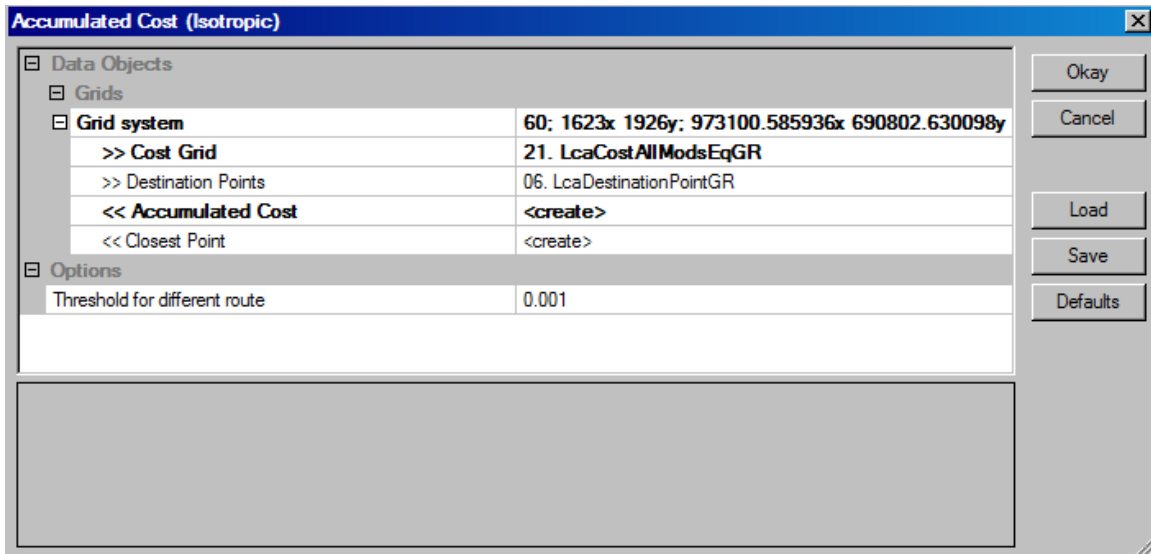 Accumulated Cost (Isotropic)
Data Objects
Grids
Grid system 60; 1623x 1926y; 973100.585936x 690802.630098y
>> Cost Grid 21. LcaCostAllModsEqGR
>> Destination Points 06. LcaDestinationPointGR
<< Accumulated Cost <create>
<< Closest Point <create>
Options
Threshold for different route 0.001
Okay
Cancel
Load
Save
Defaults